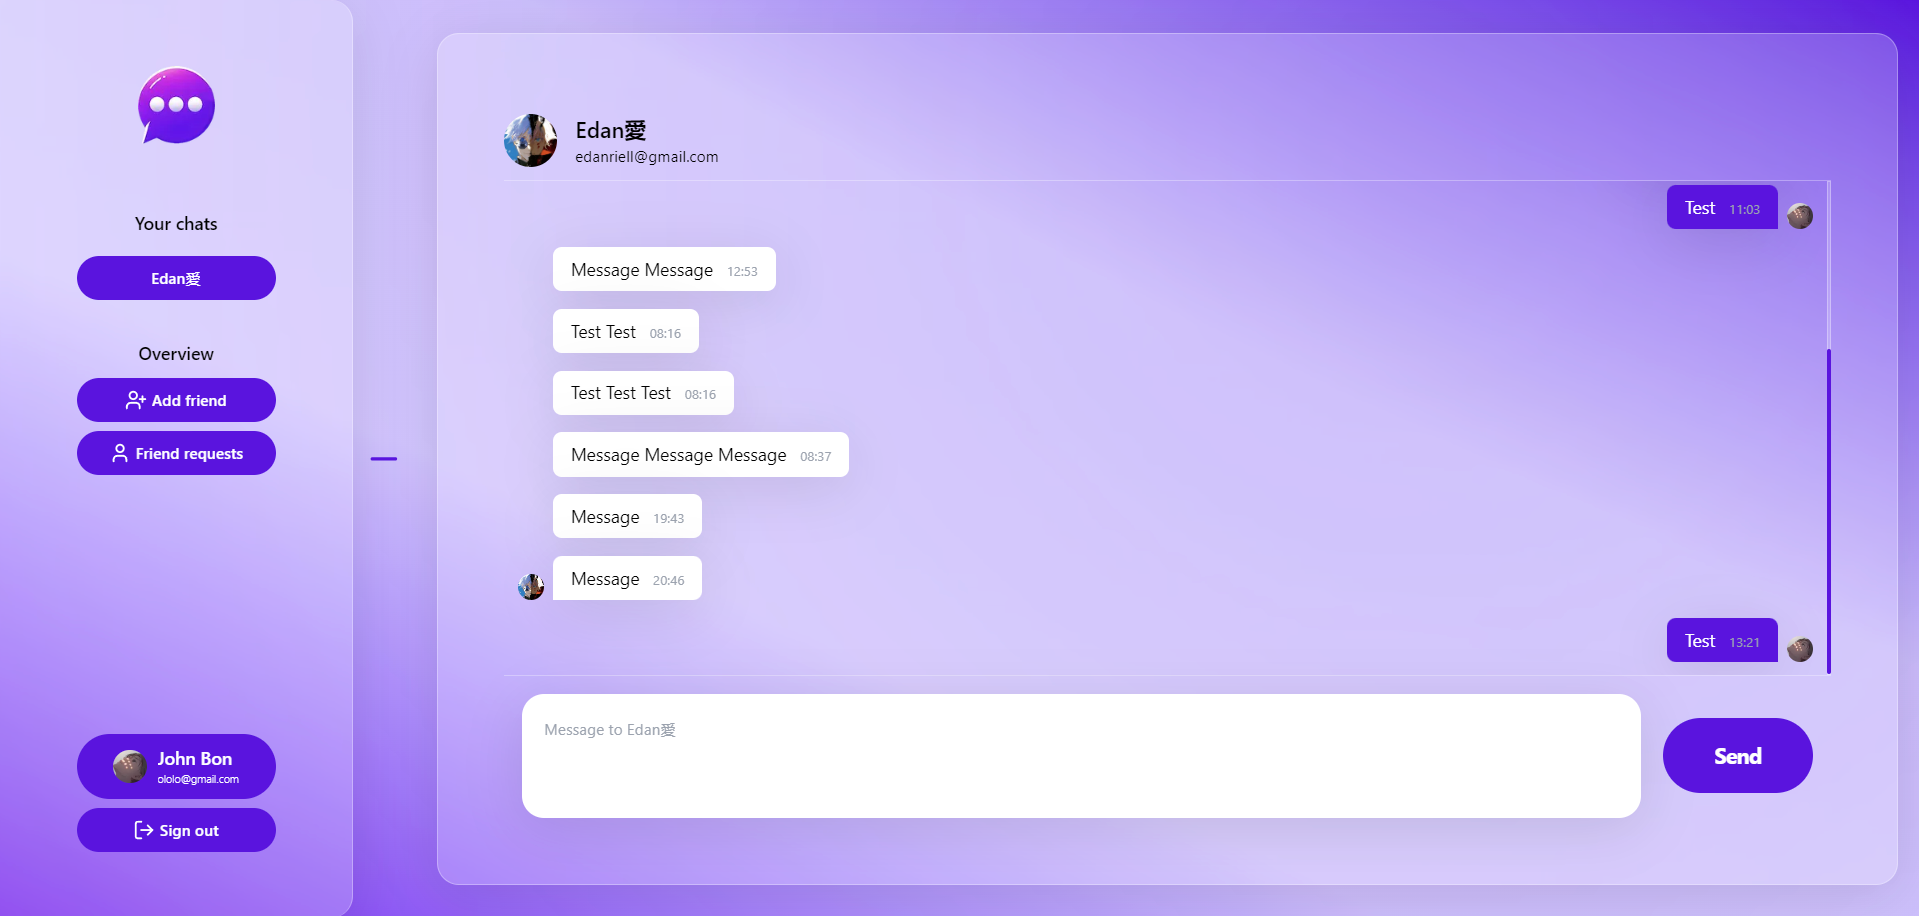 Your chats
Edan愛
Overview
Add friend
Friend requests
John Bon
ololo@gmail.com
Sign out
Edan愛
edanriell@gmail.com
Test 11:03
Message Message 12:53
Test Test 08:16
Test Test Test 08:16
Message Message Message 08:37
Message 19:43
Message 20:46
Test 13:21
Message to Edan愛
Send